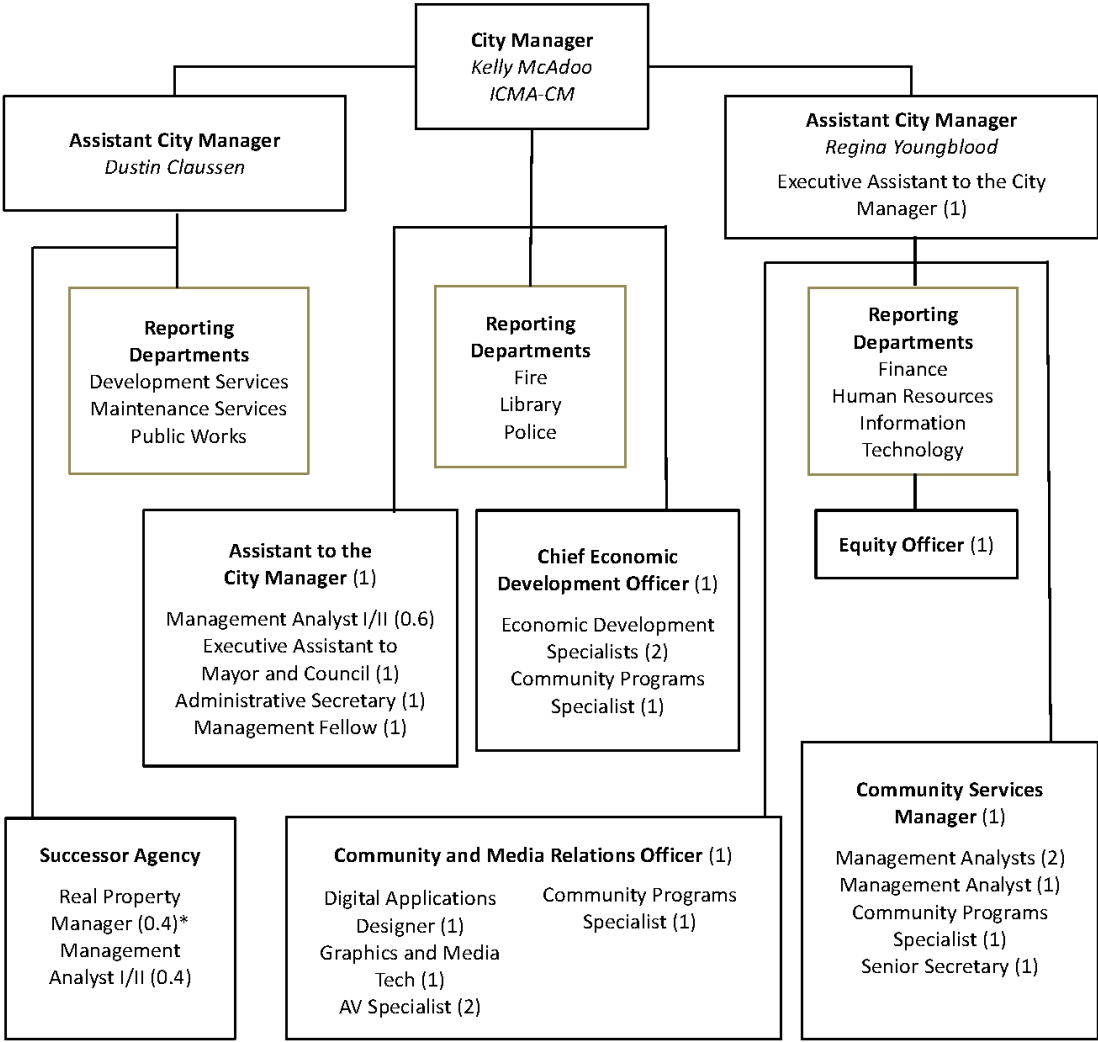 City Manager
Kelly McAdoo
ICMA-CM
Assistant City Manager
Dustin Claussen
Assistant City Manager
Regina Youngblood
Executive Assistant to the City
Manager (1)
Reporting
Departments
Development Services
Maintenance Services
Public Works
Reporting
Departments
Fire
Library
Police
Reporting
Departments
Finance
Human Resources
Information
Technology
Assistant to the
City Manager (1)
Management Analyst I/II (0.6)
Executive Assistant to
Mayor and Council (1)
Administrative Secretary (1)
Management Fellow (1)
Chief Economic
Development Officer (1)
Economic Development
Specialists (2)
Community Programs
Specialist (1)
Equity Officer (1)
Successor Agency
Real Property
Manager (0.4)*
Management
Analyst I/II (0.4)
Community and Media Relations Officer (1)
Digital Applications
Designer (1)
Graphics and Media
Tech (1)
AV Specialist (2)
Community Programs
Specialist (1)
Community Services
Manager (1)
Management Analysts (2)
Management Analyst (1)
Community Programs
Specialist (1)
Senior Secretary (1)